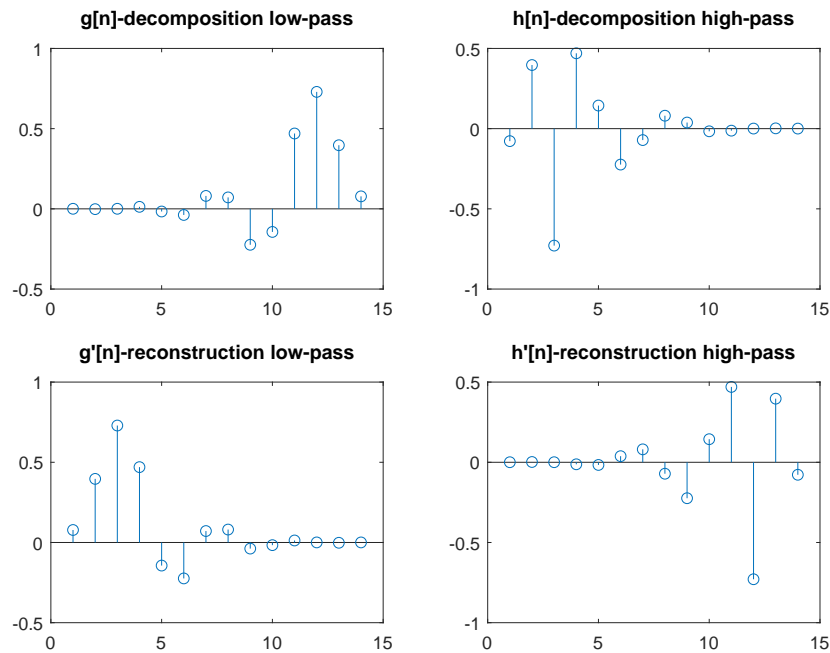 g[n]-decomposition low-pass
1
0.5
0
-0.5
0 5 10 15
h[n]-decomposition high-pass
0.5
0
-0.5
-1
0 5 10 15
g'[n]-reconstruction low-pass
1
0.5
0
-0.5
0 5 10 15
h'[n]-reconstruction high-pass
0.5
0
-0.5
-1
0 5 10 15